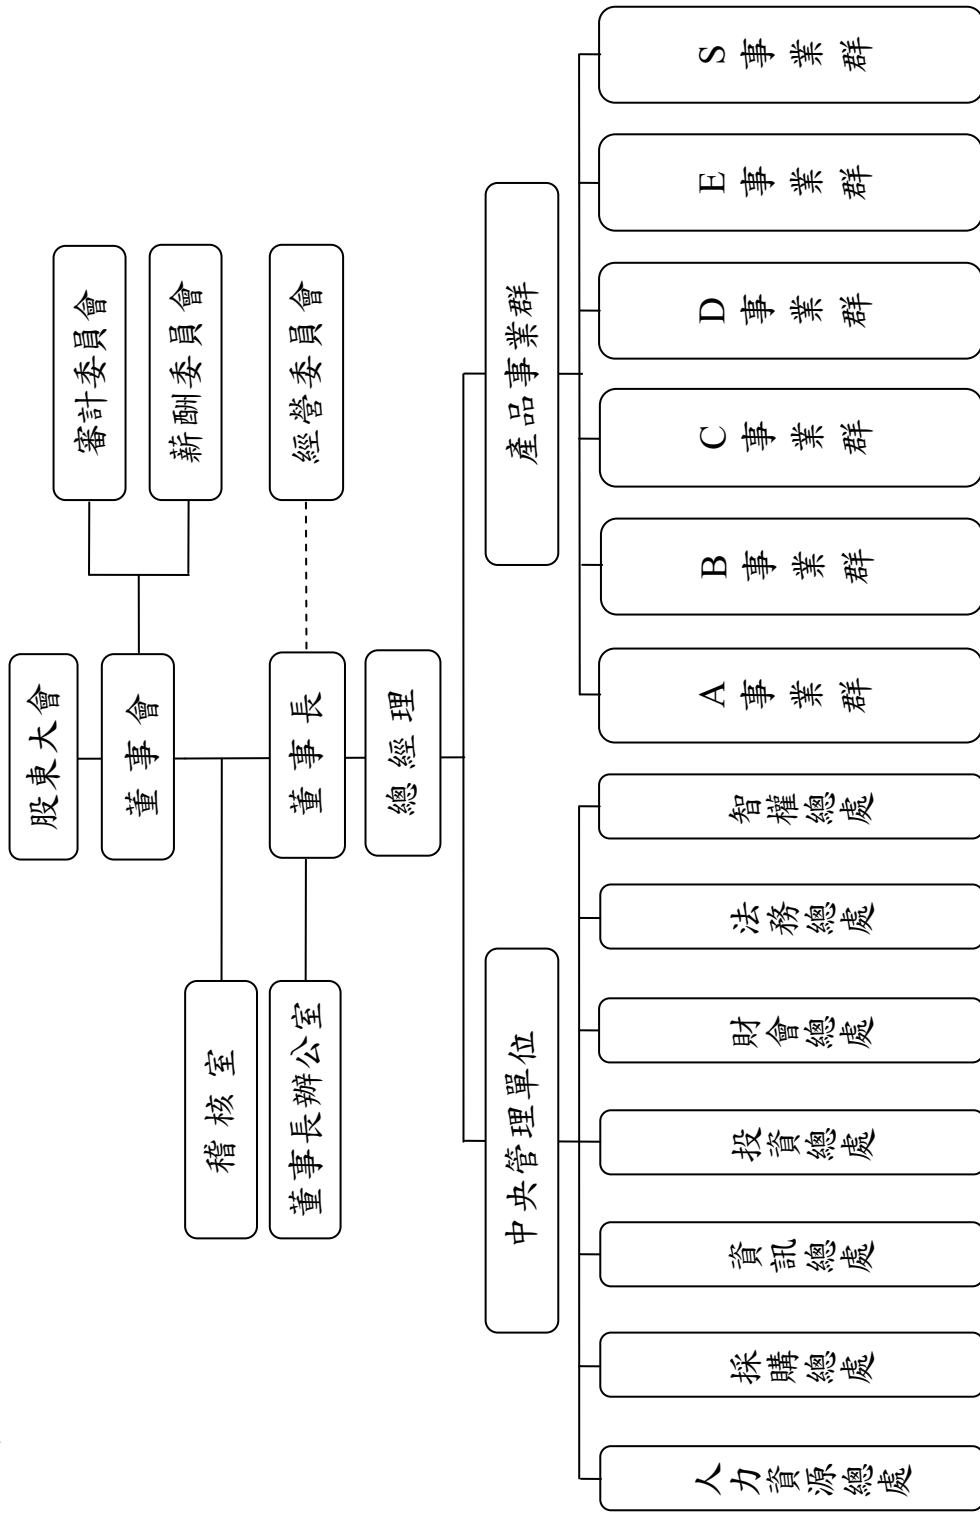 股東大會
董事會
審計委員會
薪酬委員會
稽核室
董事長
經營委員會
董事長辦公室
總經理
中央管理單位
產品事業群
人力資源總處
採購總處
資訊總處
投資總處
財會總處
法務總處
智權總處
A事業群
B事業群
C事業群
D事業群
E事業群
S事業群